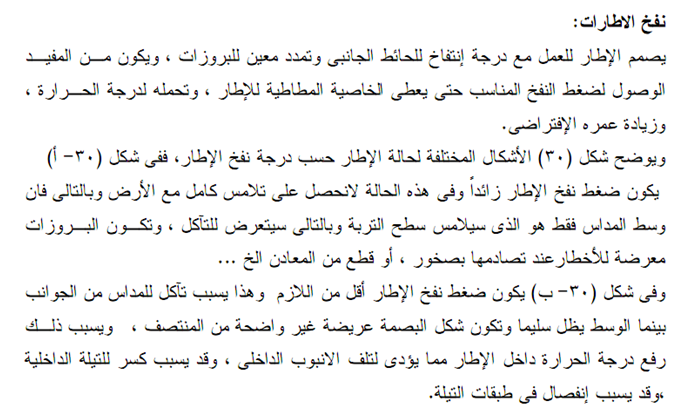 نفخ الاطارات:
يصمم الإطار للعمل مع درجة إنتفاخ للحائط الجانبى وتمدد معين للبروزات ، ويكون مــن المفيــد
الوصول لضغط النفخ المناسب حتى يعطى الخاصية المطاطية للإطار ، وتحمله لدرجة الحــرارة ،
وزيادة عمره الإفتراضى.
ويوضح شكل (٣٠) الأشكال المختلفة لحالة الإطار حسب درجة نفخ الإطار، ففى شكل (٣٠- أ)
يكون ضغط نفخ الإطار زائداً وفى هذه الحالة لانحصل على تلامس كامل مع الأرض وبالتالى فان
وسط المداس فقط هو الذى سيلامس سطح التربة وبالتالى سيتعرض للتآكل ، وتكــون البــروزات
معرضة للأخطارعند تصادمها بصخور ، أو قطع من المعادن الخ ...
وفى شكل (٣٠- ب) يكون ضغط نفخ الإطار أقل من اللازم وهذا يسبب تآكل للمداس من الجوانب
بينما الوسط يظل سليما وتكون شكل البصمة عريضة غير واضحة من المنتصف ، ويسبب ذلــك
رفع درجة الحرارة داخل الإطار مما يؤدى لتلف الانبوب الداخلى ، وقد يسبب كسر للتيلة الداخلية
،وقد يسبب إنفصال فى طبقات التيلة.